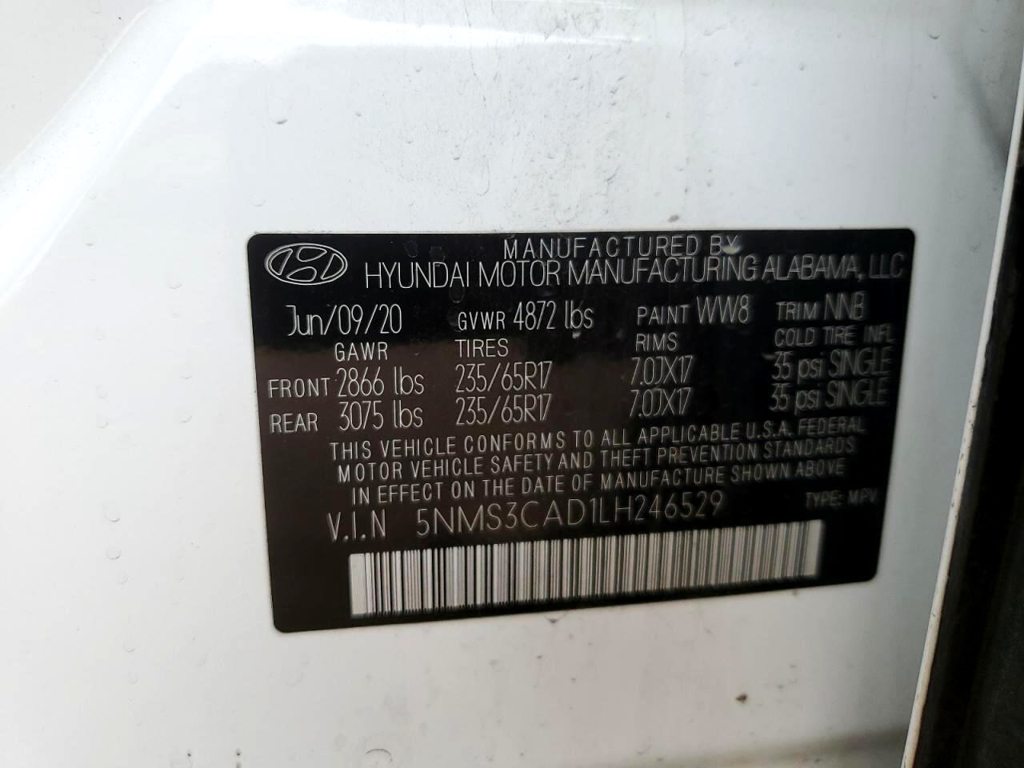 MANUFACTURED BY
HYUNDAI MOTOR MANUFACTURING ALABAMA, LLC
Jun/09/20 GVWR 4872 lbs PAINT WW8 TRIM NNB
GAWR TIRES RIMS COLD TIRE INFL
FRONT 2866 lbs 235/65R17 7.0JX17 35 psi SINGLE
REAR 3075 lbs 235/65R17 7.0JX17 35 psi SINGLE
THIS VEHICLE CONFORMS TO ALL APPLICABLE U.S.A. FEDERAL
MOTOR VEHICLE SAFETY AND THEFT PREVENTION STANDARDS
IN EFFECT ON THE DATE OF MANUFACTURE SHOWN ABOVE
V.I.N 5NMS3CAD1LH246529 TYPE: MPV